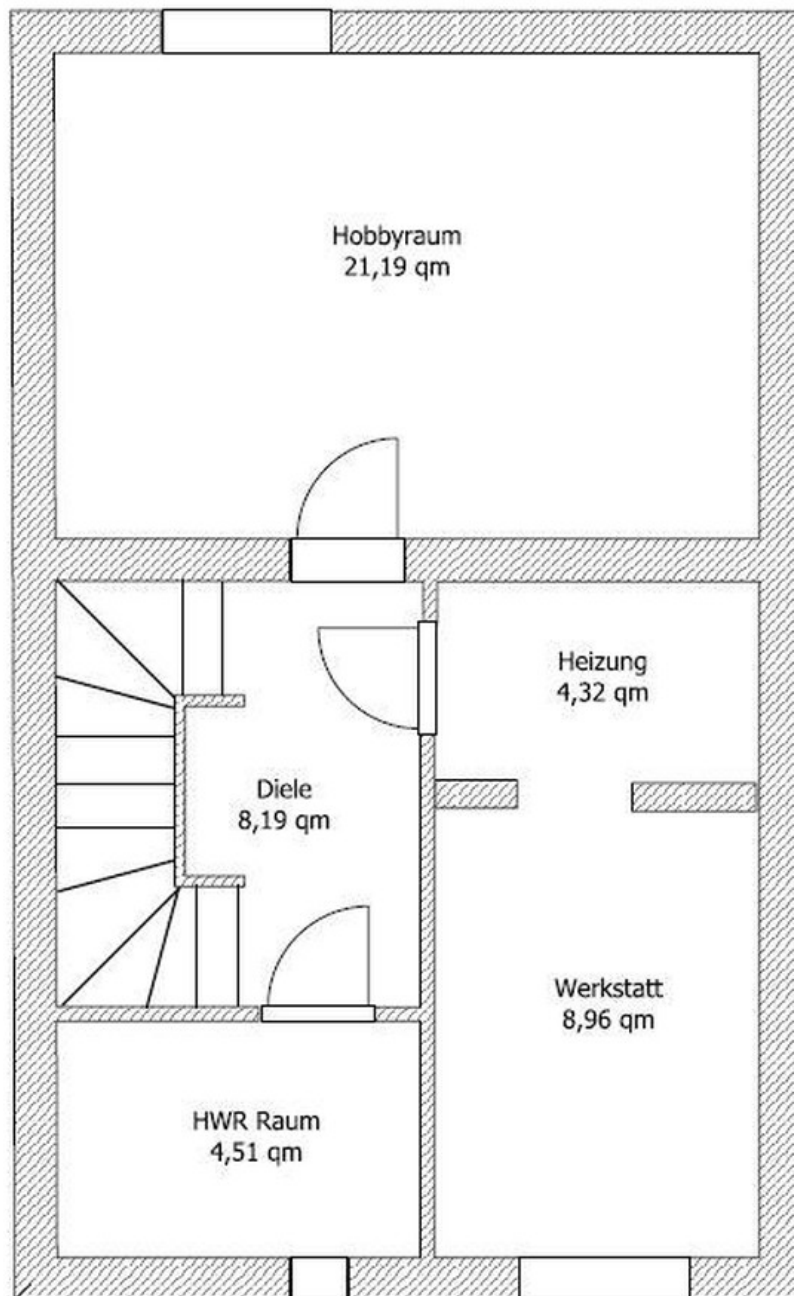 Hobbyraum
21,19 qm
Heizung
4,32 qm
Diele
8,19 qm
Werkstatt
8,96 qm
HWR Raum
4,51 qm